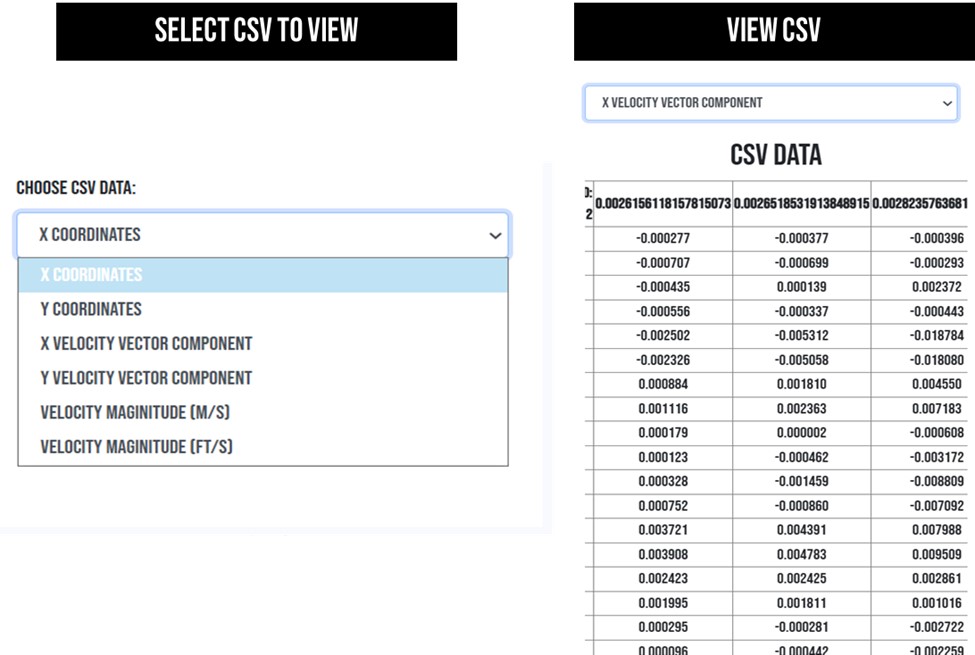 SELECT CSV TO VIEW
CHOOSE CSV DATA:
X COORDINATES
X COORDINATES
Y COORDINATES
X VELOCITY VECTOR COMPONENT
Y VELOCITY VECTOR COMPONENT
VELOCITY MAGINITUDE (M/S)
VELOCITY MAGINITUDE (FT/S)
VIEW CSV
X VELOCITY VECTOR COMPONENT
CSV DATA
2 0.0026156118157815073 0.0026518531913848915 0.0028235763681
-0.000277 -0.000377 -0.000396
-0.000707 -0.000699 -0.000293
-0.000435 0.000139 0.002372
-0.000556 -0.000337 -0.000443
-0.002502 -0.005312 -0.018784
-0.002326 -0.005058 -0.018080
0.000884 0.001810 0.004550
0.001116 0.002363 0.007183
0.000179 0.000002 -0.000608
0.000123 -0.000462 -0.003172
0.000328 -0.001459 -0.008809
0.000752 -0.000860 -0.007092
0.003721 0.004391 0.007988
0.003908 0.004783 0.009509
0.002423 0.002425 0.002861
0.001995 0.001811 0.001016
0.000295 -0.000281 -0.002722
0.000096 -0.000442 -0.002259